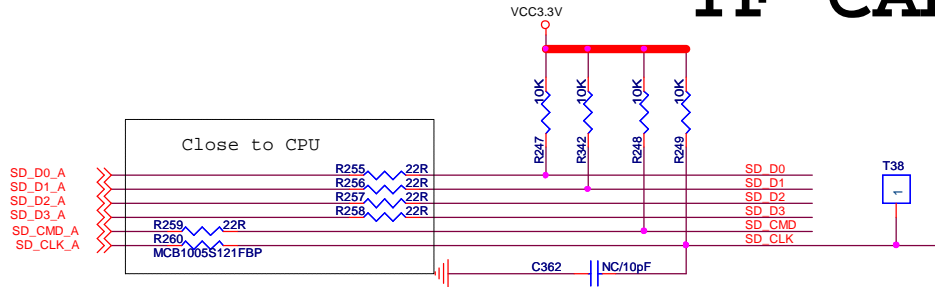 VCC3.3V
10K
10K
10K
10K
R247
R342
R248
R249
Close to CPU
SD_D0_A
R255
22R
SD_D0
SD_D1_A
R256
22R
SD_D1
SD_D2_A
R257
22R
SD_D2
SD_D3_A
R258
22R
SD_D3
SD_CMD_A
R259
22R
SD_CMD
SD_CLK_A
R260
SD_CLK
MCB1005S121FBP
C362
NC/10pF
T38
1